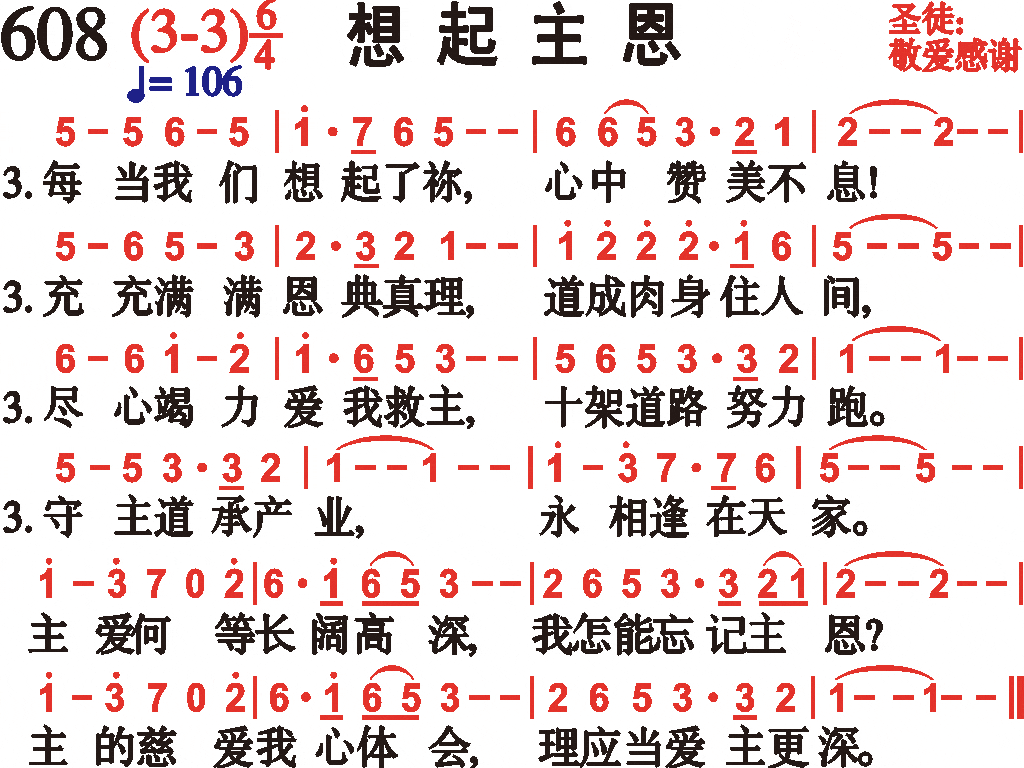 608 (3-3)6/4 想起主恩 圣徒:
敬爱感谢
♩= 106
5 – 5 6 – 5 | i · 7 6 5 – – | 6 6 5 3 · 2 1 | 2 – – 2 – – |
3. 每 当我 们 想 起了祢, 心中 赞 美不 息!
5 – 6 5 – 3 | 2 · 3 2 1 – – | i 2̇ 2̇ 2̇ · i 6 | 5 – – 5 – – |
3. 充 充满 满 恩 典真理, 道成肉身住人 间,
6 – 6 i – 2̇ | i · 6 5 3 – – | 5 6 5 3 · 3 2 | 1 – – 1 – – |
3. 尽 心竭 力 爱 我救主, 十架道路 努力 跑。
5 – 5 3 · 3 2 | 1 – – 1 – – | i – 3̇ 7 · 7 6 | 5 – – 5 – – |
3. 守 主道 承产 业, 永 相逢 在天 家。
i – 3̇ 7 0 2̇ | 6 · i 6 5 3 – – | 2 6 5 3 · 3 2 1 | 2 – – 2 – – |
主 爱何 等长 阔高 深, 我怎能忘 记主 恩?
i – 3̇ 7 0 2̇ | 6 · i 6 5 3 – – | 2 6 5 3 · 3 2 | 1 – – 1 – – ‖
主 的慈 爱我 心体 会, 理应当爱 主更 深。